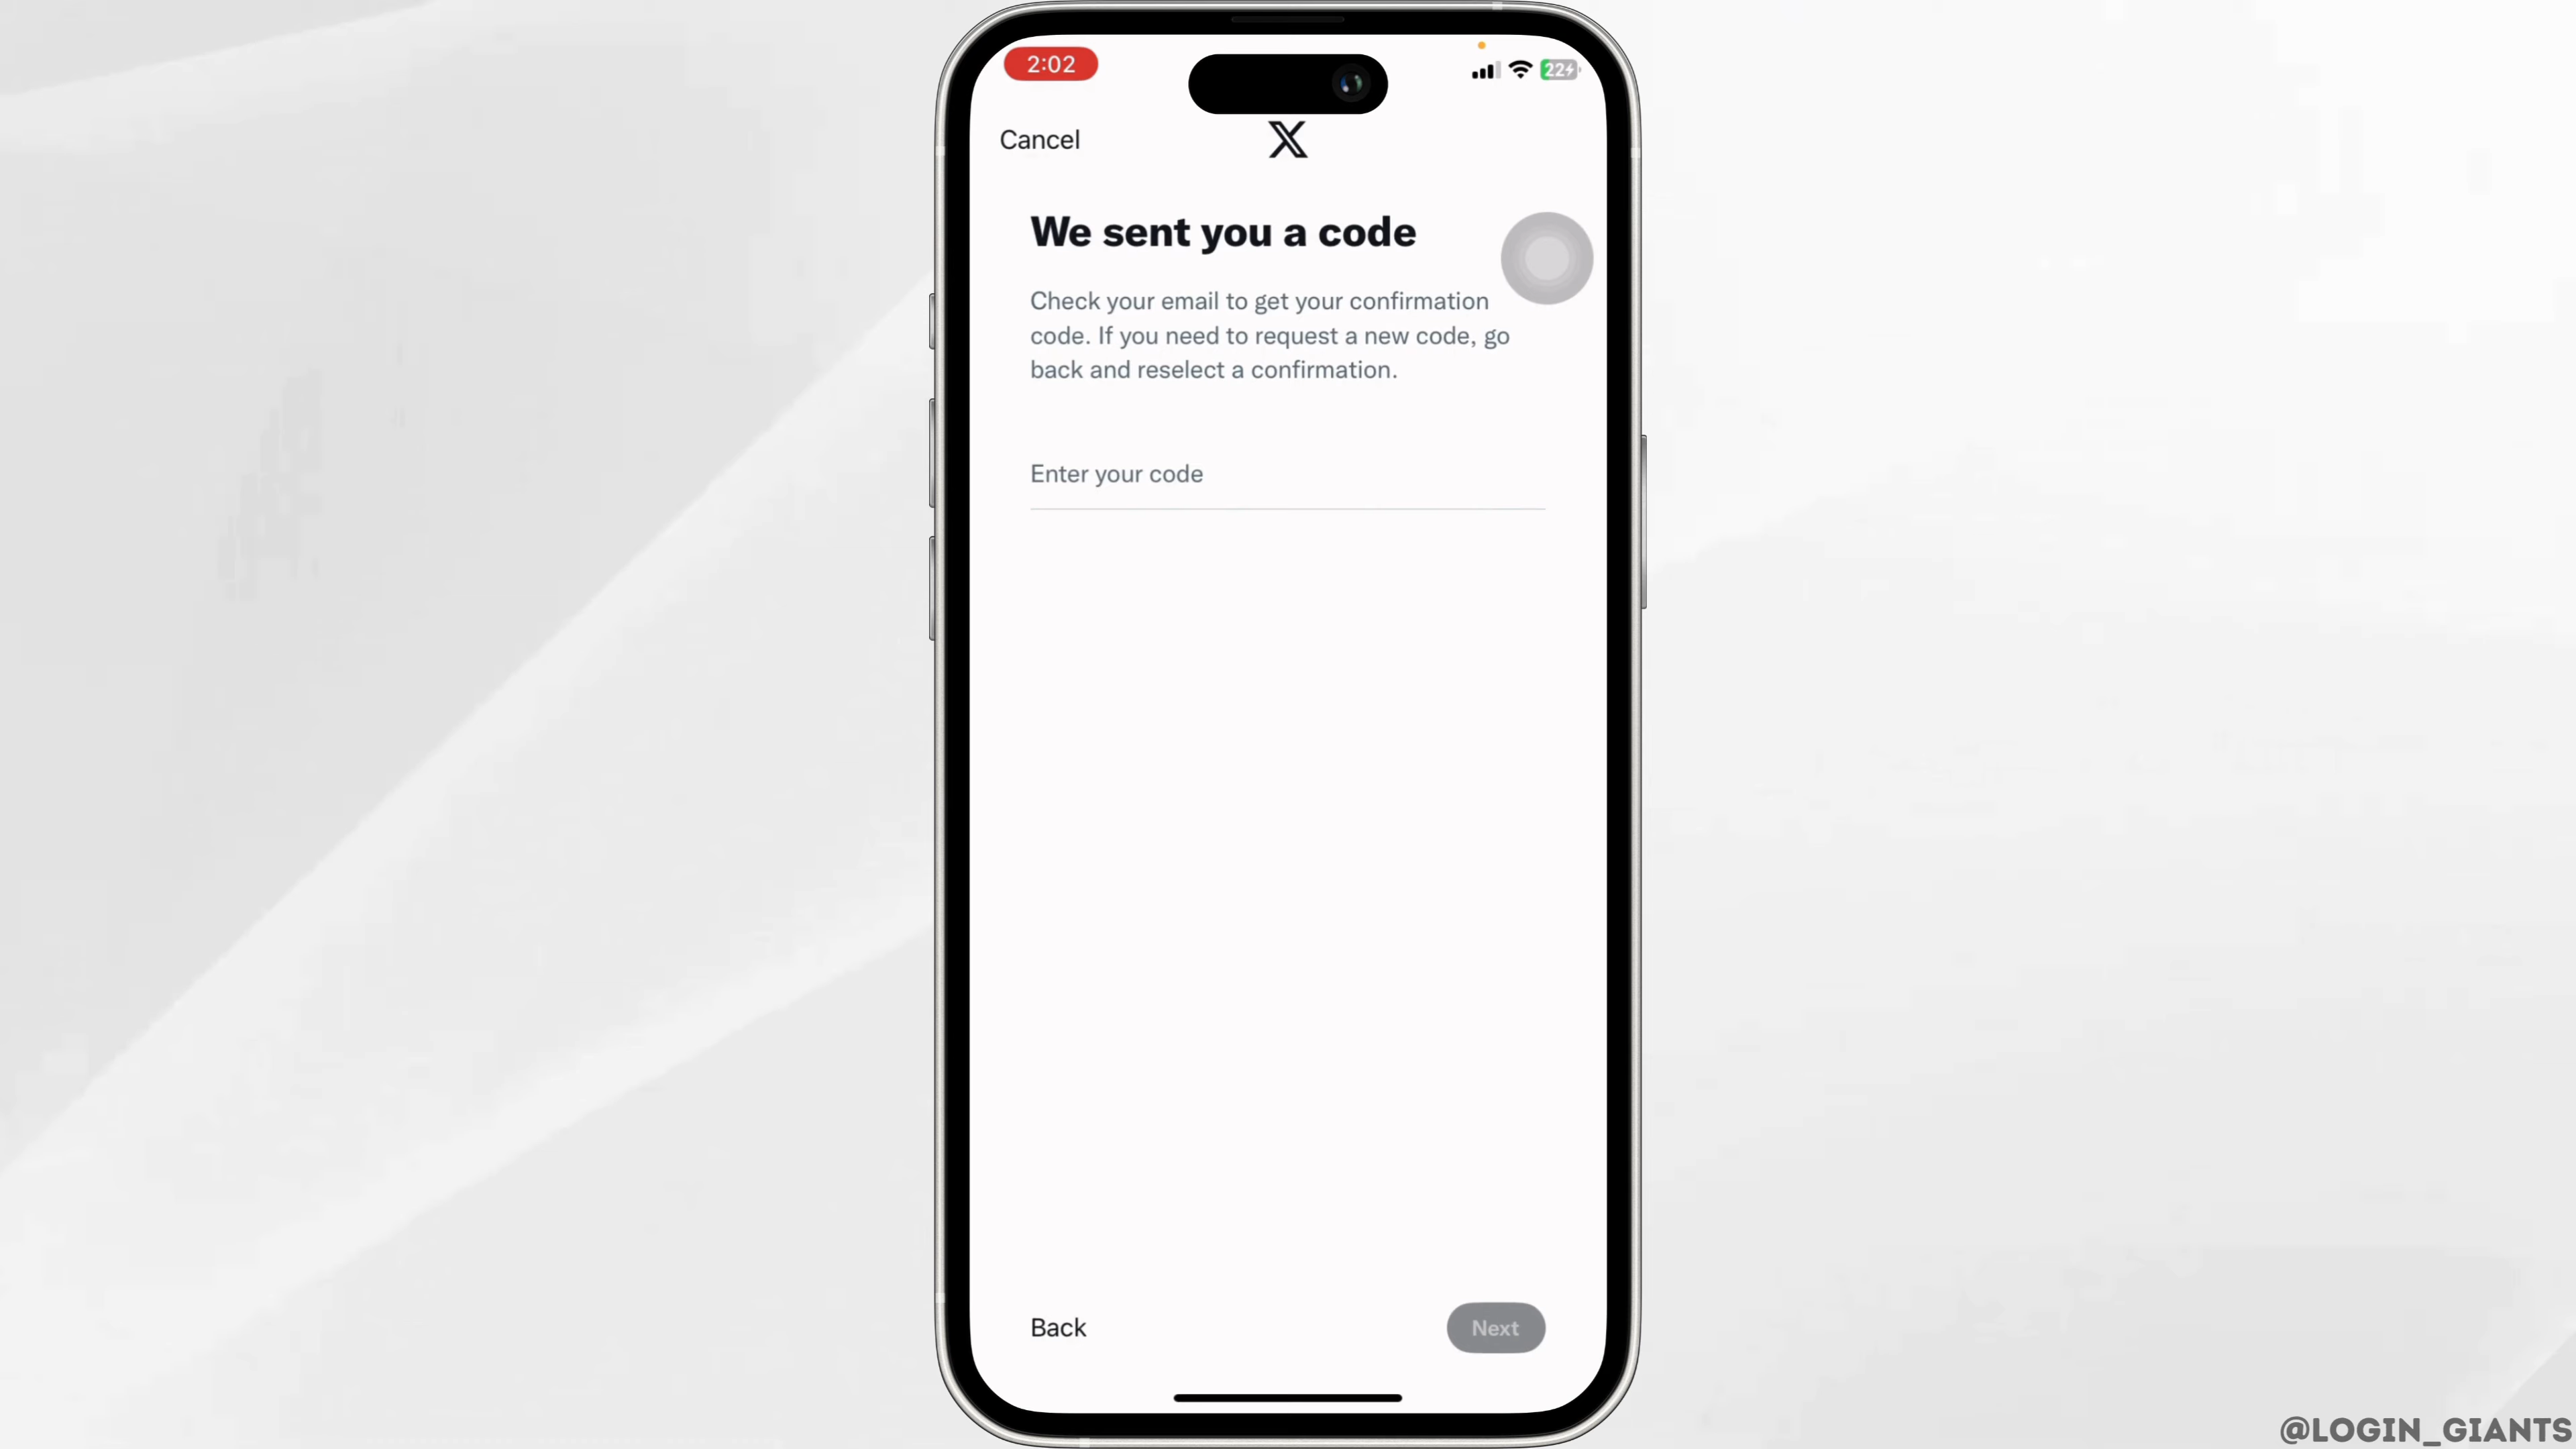 2:02
22
Cancel
X
We sent you a code
Check your email to get your confirmation
code. If you need to request a new code, go
back and reselect a confirmation.
Enter your code
Back
Next
@LOGIN_GIANTS